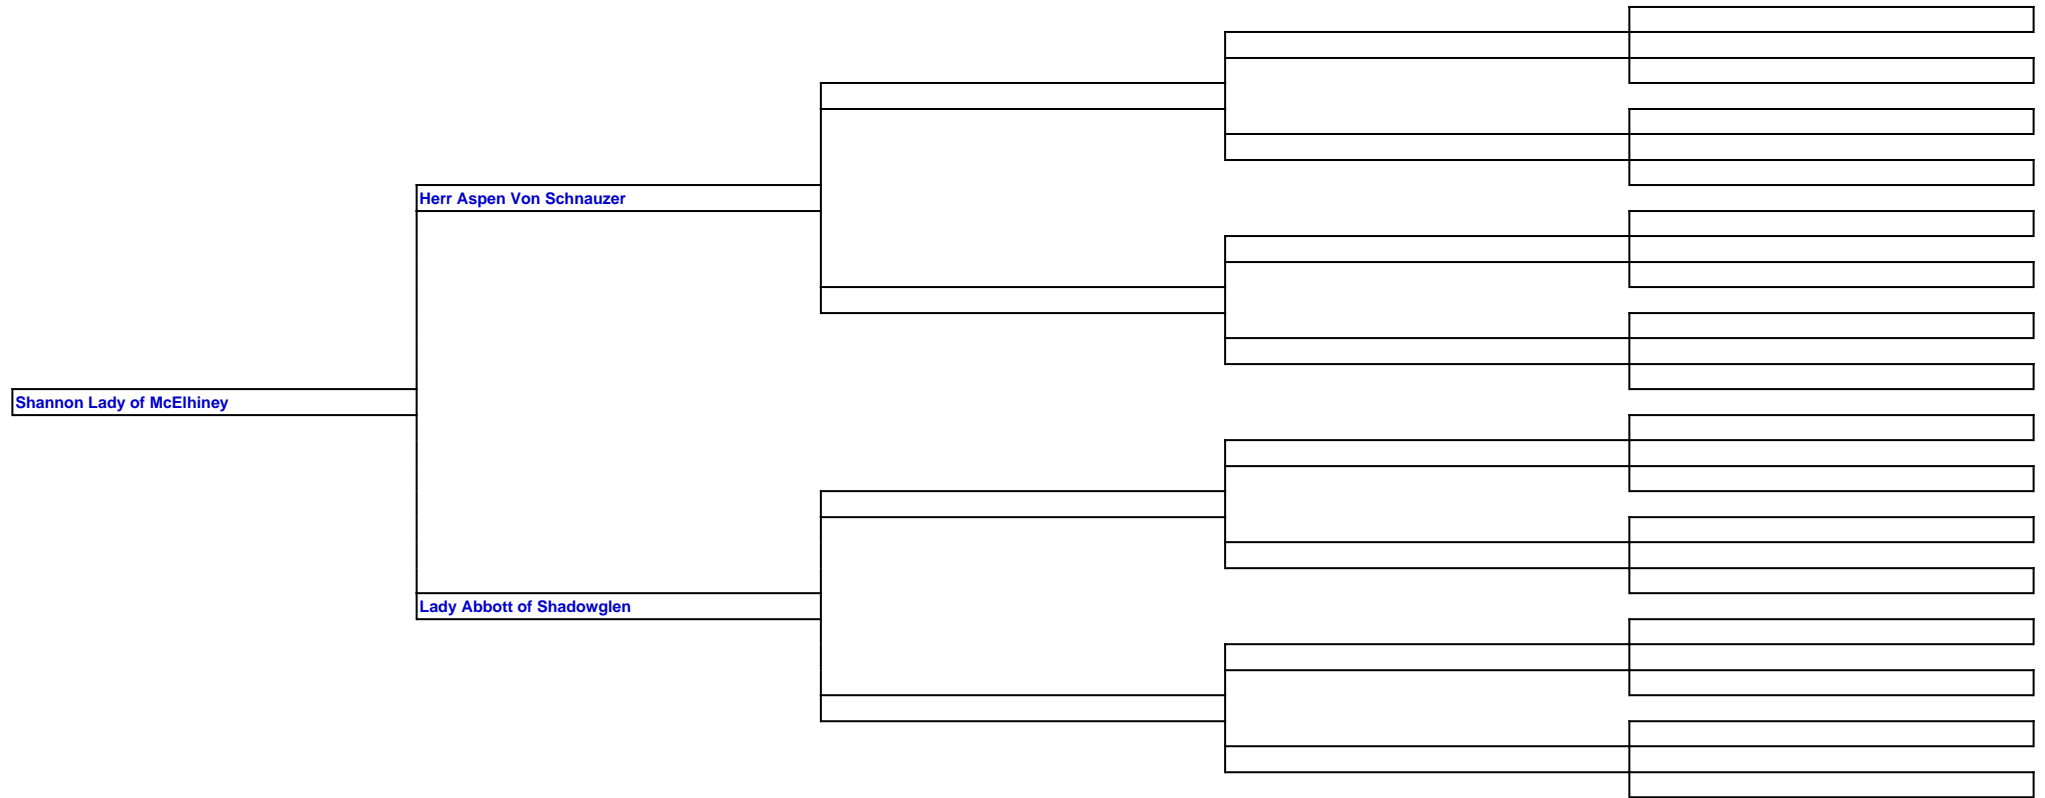 Herr Aspen Von Schnauzer
Shannon Lady of McElhiney
Lady Abbott of Shadowglen